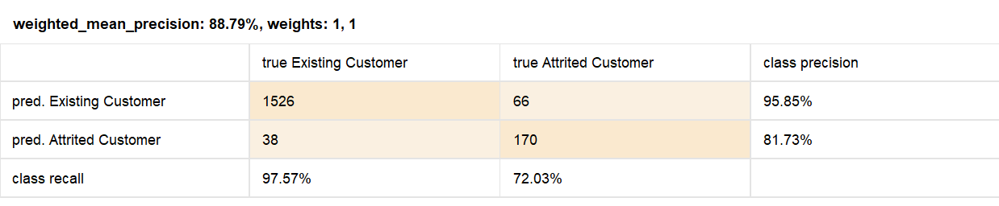 weighted_mean_precision: 88.79%, weights: 1, 1
true Existing Customer true Attrited Customer class precision
pred. Existing Customer 1526 66 95.85%
pred. Attrited Customer 38 170 81.73%
class recall 97.57% 72.03%